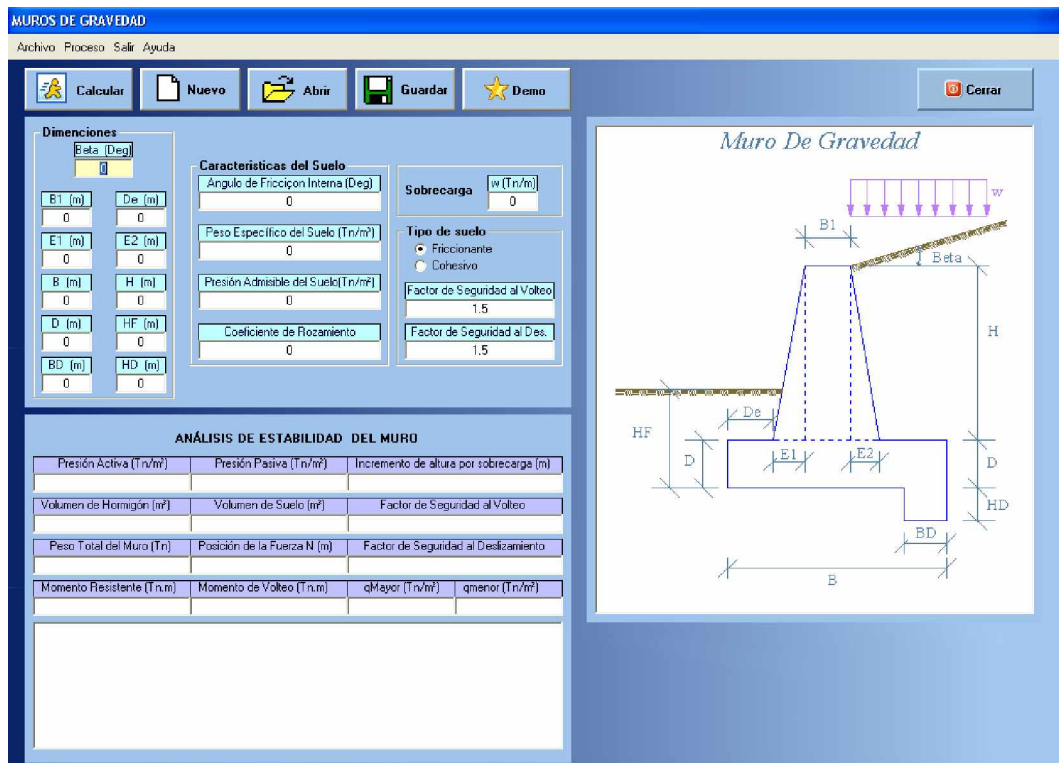 MUROS DE GRAVEDAD
Archivo Proceso Salir Ayuda
Calcular Nuevo Abrir Guardar Demo Cerrar
Dimenciones
Beta (Deg)
0
B1 (m) De (m)
0 0
E1 (m) E2 (m)
0 0
B (m) H (m)
0 0
D (m) HF (m)
0 0
BD (m) HD (m)
0 0
Caracteristicas del Suelo
Angulo de Fricciçon Interna (Deg)
0
Peso Específico del Suelo (Tn/m³)
0
Presión Admisible del Suelo(Tn/m²)
0
Coeficiente de Rozamiento
0
Sobrecarga
w (Tn/m)
0
Tipo de suelo
Friccionante
Cohesivo
Factor de Seguridad al Volteo
1.5
Factor de Seguridad al Des.
1.5
ANÁLISIS DE ESTABILIDAD DEL MURO
Presión Activa (Tn/m²) Presión Pasiva (Tn/m²) Incremento de altura por sobrecarga (m)
Volumen de Hormigón (m³) Volumen de Suelo (m³) Factor de Seguridad al Volteo
Peso Total del Muro (Tn) Posición de la Fuerza N (m) Factor de Seguridad al Deslizamiento
Momento Resistente (Tn.m) Momento de Volteo (Tn.m) qMayor (Tn/m²) qmenor (Tn/m²)
Muro De Gravedad
w
B1
Beta
H
De
HF
D
E1
E2
D
HD
BD
B